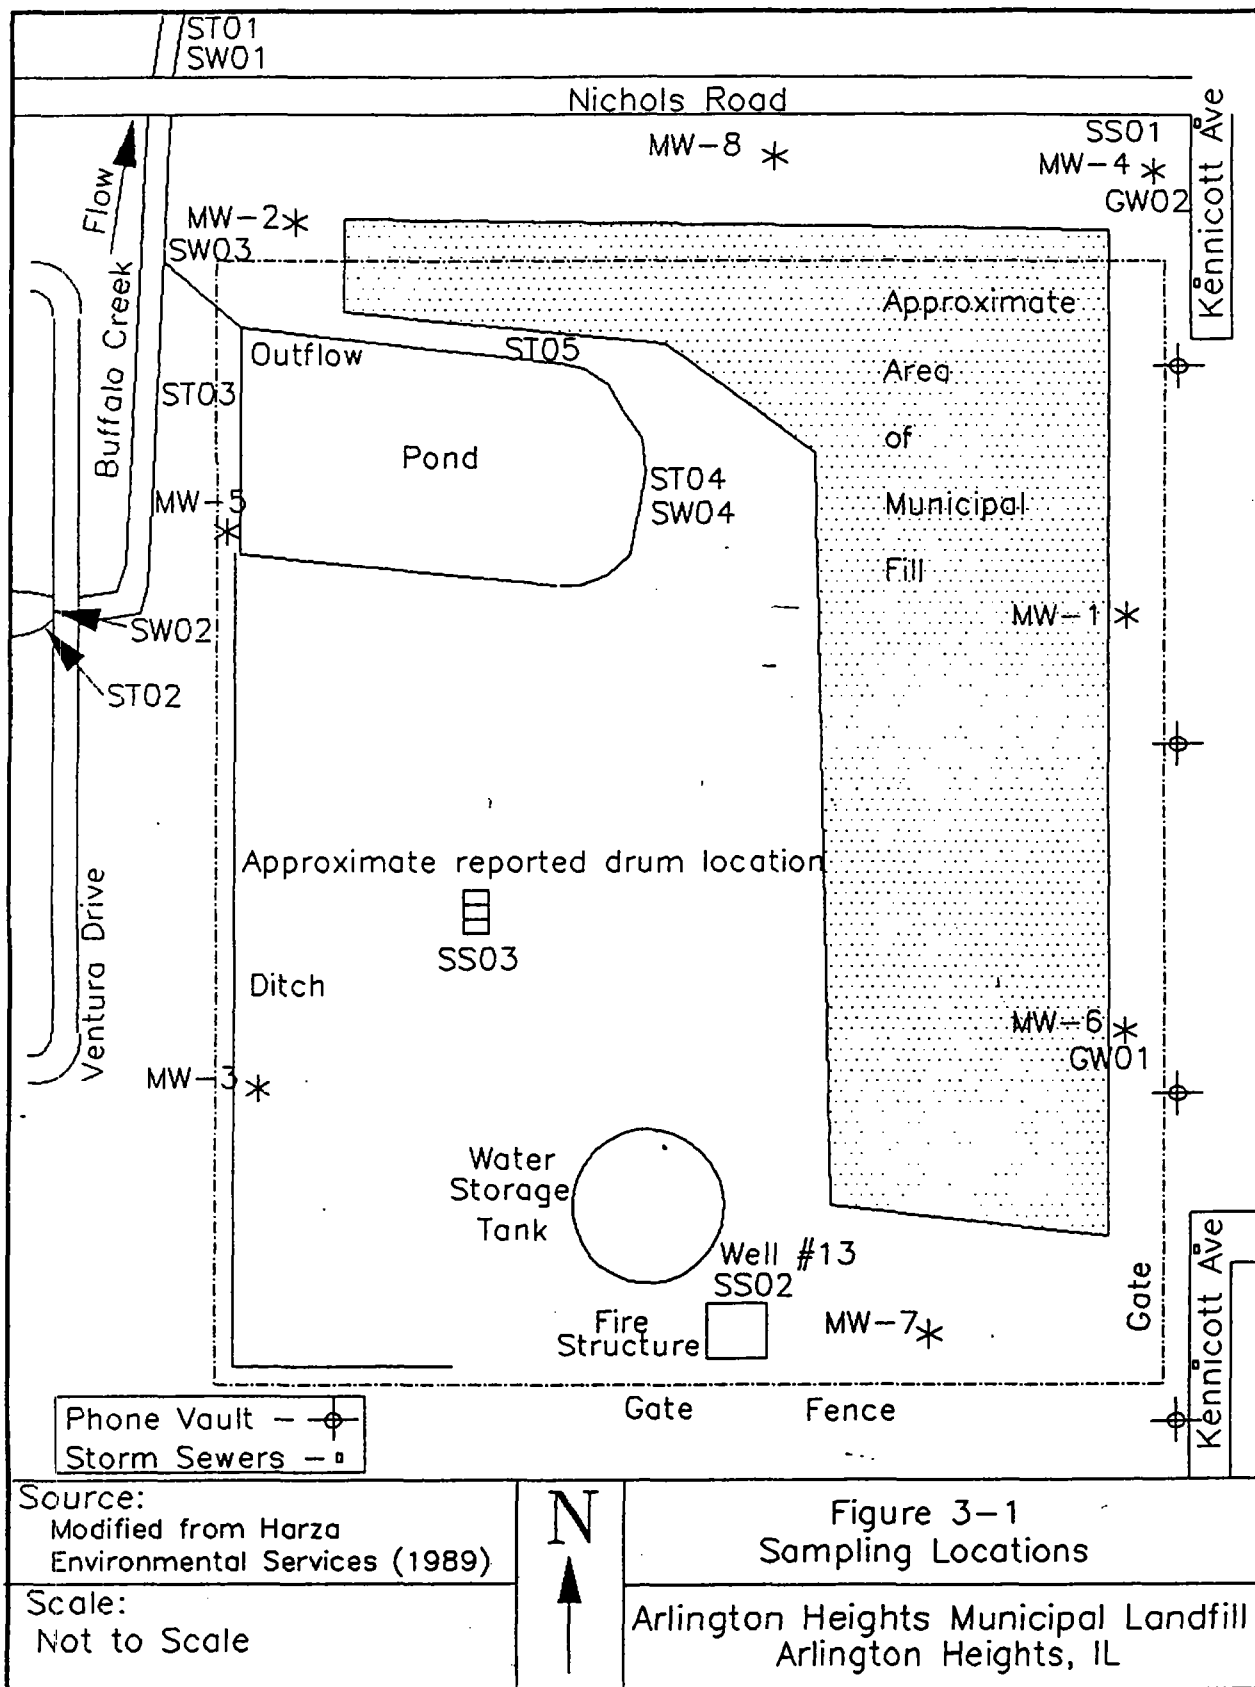 ST01
SW01
Nichols Road
Kennicott Ave
SS01
MW-8
MW-4
GW02
Flow
MW-2
SW03
Buffalo Creek
Outflow
ST05
Approximate
Area
of
Municipal
Fill
ST03
Pond
ST04
SW04
MW-5
MW-1
SW02
ST02
Approximate reported drum location
SS03
Ventura Drive
Ditch
MW-6
GW01
MW-3
Water
Storage
Tank
Well #13
SS02
Fire
Structure
MW-7
Gate
Kennicott Ave
Gate
Fence
Phone Vault -
Storm Sewers -
Source:
Modified from Harza
Environmental Services (1989)
N
Figure 3-1
Sampling Locations
Scale:
Not to Scale
Arlington Heights Municipal Landfill
Arlington Heights, IL